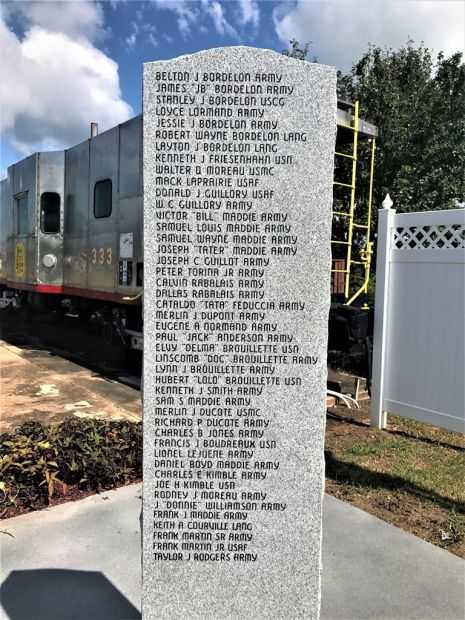 BELTON J BORDELON ARMY
JAMES "JB" BORDELON ARMY
STANLEY J BORDELON USCG
LOYCE LORMAND ARMY
JESSIE J BORDELON ARMY
ROBERT WAYNE BORDELON LANG
LAYTON J BORDELON LANG
KENNETH J FRIESENHAHN USN
WALTER D MOREAU USMC
MACK LAPRAIRIE USAF
DONALD J GUILLORY USAF
W C GUILLORY ARMY
VICTOR "BILL" MADDIE ARMY
SAMUEL LOUIS MADDIE ARMY
SAMUEL WAYNE MADDIE ARMY
JOSEPH "TATER" MADDIE ARMY
JOSEPH C GUILLOT ARMY
PETER TORINA JR ARMY
CALVIN RABALAIS ARMY
DALLAS RABALAIS ARMY
CATALDO "TATA" FEDUCCIA ARMY
MERLIN J DUPONT ARMY
EUGENE A NORMAND ARMY
PAUL "JACK" ANDERSON ARMY
ELVY "DELMA" BROUILLETTE USN
LINSCOMB "DOC" BROUILLETTE ARMY
LYNN J BROUILLETTE ARMY
HUBERT "LOLO" BROUILLETTE USN
KENNETH J SMITH ARMY
SAM S MADDIE ARMY
MERLIN J DUCOTE USMC
RICHARD P DUCOTE ARMY
CHARLES B JONES ARMY
FRANCIS J BOUDREAUX USN
LIONEL LEJUENE ARMY
DANIEL BOYD MADDIE ARMY
CHARLES E KIMBLE ARMY
JOE H KIMBLE USN
RODNEY J MOREAU ARMY
J "DONNIE" WILLIAMSON ARMY
FRANK J MADDIE ARMY
KEITH A COURVILLE LANG
FRANK MARTIN SR ARMY
FRANK MARTIN JR USAF
TAYLOR J RODGERS ARMY
333